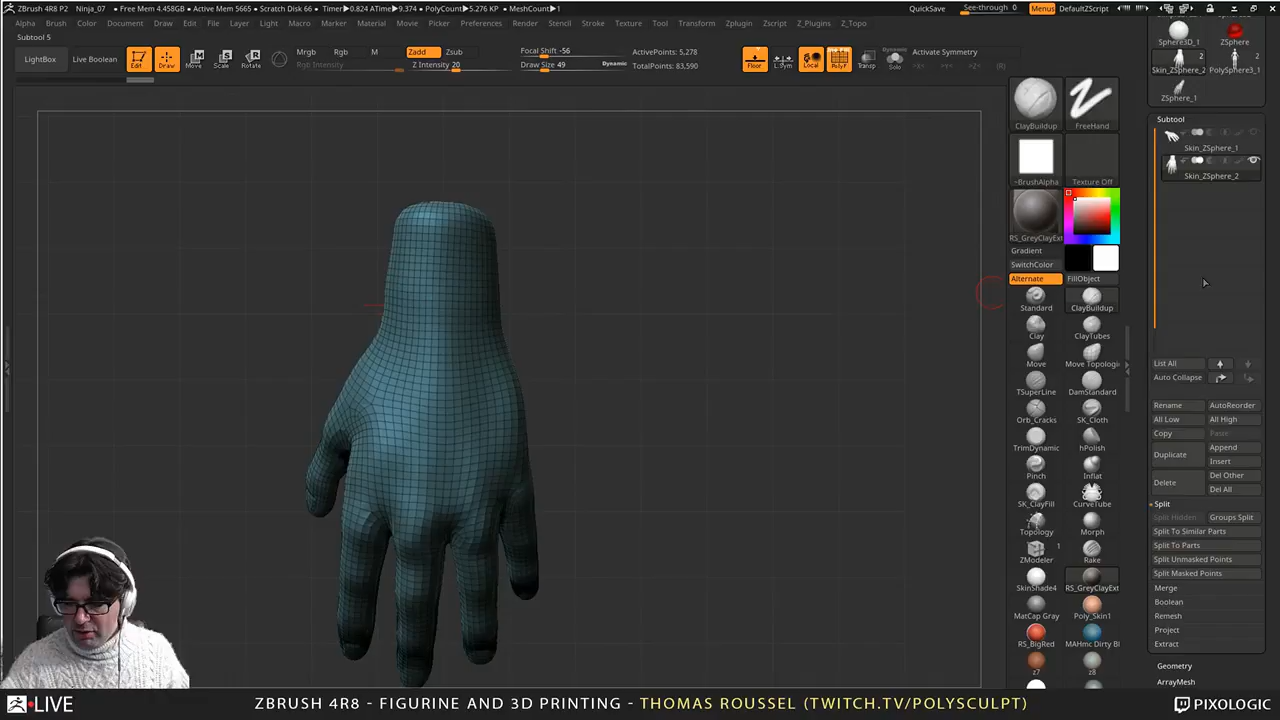 ZBrush 4R8 P2 Ninja_07 • Free Mem 4.458GB • Active Mem 5665 • Scratch Disk 66 • Timer▶0.824 ATime▶9.374 • PolyCount▶5.276 KP • MeshCount▶1 QuickSave See-through 0 Menus DefaultZScript
Alpha Brush Color Document Draw Edit File Layer Light Macro Marker Material Movie Picker Preferences Render Stencil Stroke Texture Tool Transform Zplugin Zscript Z_Plugins Z_Topo
Subtool 5
LightBox Live Boolean Edit Draw Move Scale Rotate
Mrgb Rgb M Zadd Zsub
Rgb Intensity Z Intensity 20
Focal Shift -56
Draw Size 49 Dynamic
ActivePoints: 5,278
TotalPoints: 83,590
Floor L.Sym Local PolyF Transp
Dynamic
Solo
Activate Symmetry
(R)
ClayBuildup FreeHand
~BrushAlpha Texture Off
RS_GreyClayExt
Gradient
SwitchColor
Alternate FillObject
Standard ClayBuildup
Clay ClayTubes
Move Move Topologic
TSuperLine DamStandard
Orb_Cracks SK_Cloth
TrimDynamic hPolish
Pinch Inflat
SK_ClayFill CurveTube
Topology Morph
1
ZModeler Rake
SkinShade4 RS_GreyClayExt
MatCap Gray Poly_Skin1
RS_BigRed MAHmc Dirty Bl
z7 z8
Sphere3D_1 ZSphere
2 2
Skin_ZSphere_2 PolySphere3_1
ZSphere_1
Subtool
Skin_ZSphere_1
Skin_ZSphere_2
List All
Auto Collapse
Rename AutoReorder
All Low All High
Copy Paste
Duplicate Append
Insert
Delete Del Other
Del All
Split
Split Hidden Groups Split
Split To Similar Parts
Split To Parts
Split Unmasked Points
Split Masked Points
Merge
Boolean
Remesh
Project
Extract
Geometry
ArrayMesh
LIVE ZBRUSH 4R8 - FIGURINE AND 3D PRINTING - THOMAS ROUSSEL (TWITCH.TV/POLYSCULPT) PIXOLOGIC